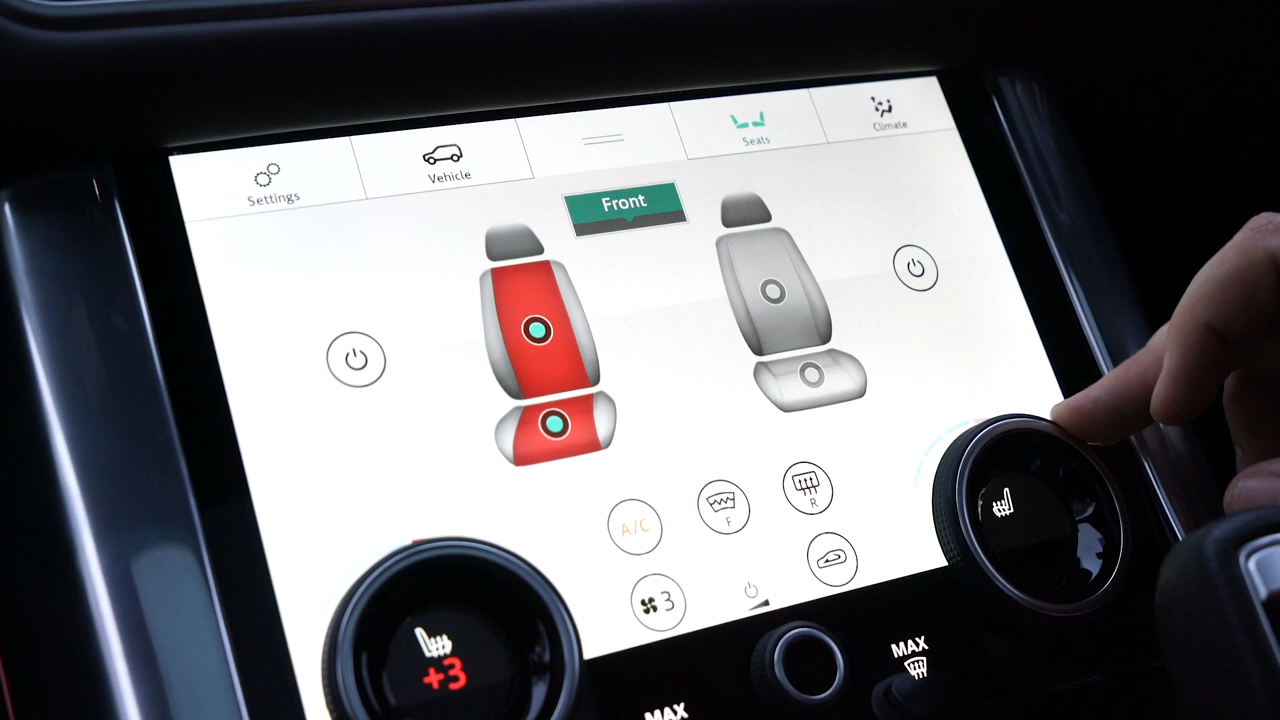 Settings
Vehicle
Seats
Climate
Front
A/C
F
R
3
+3
MAX
MAX